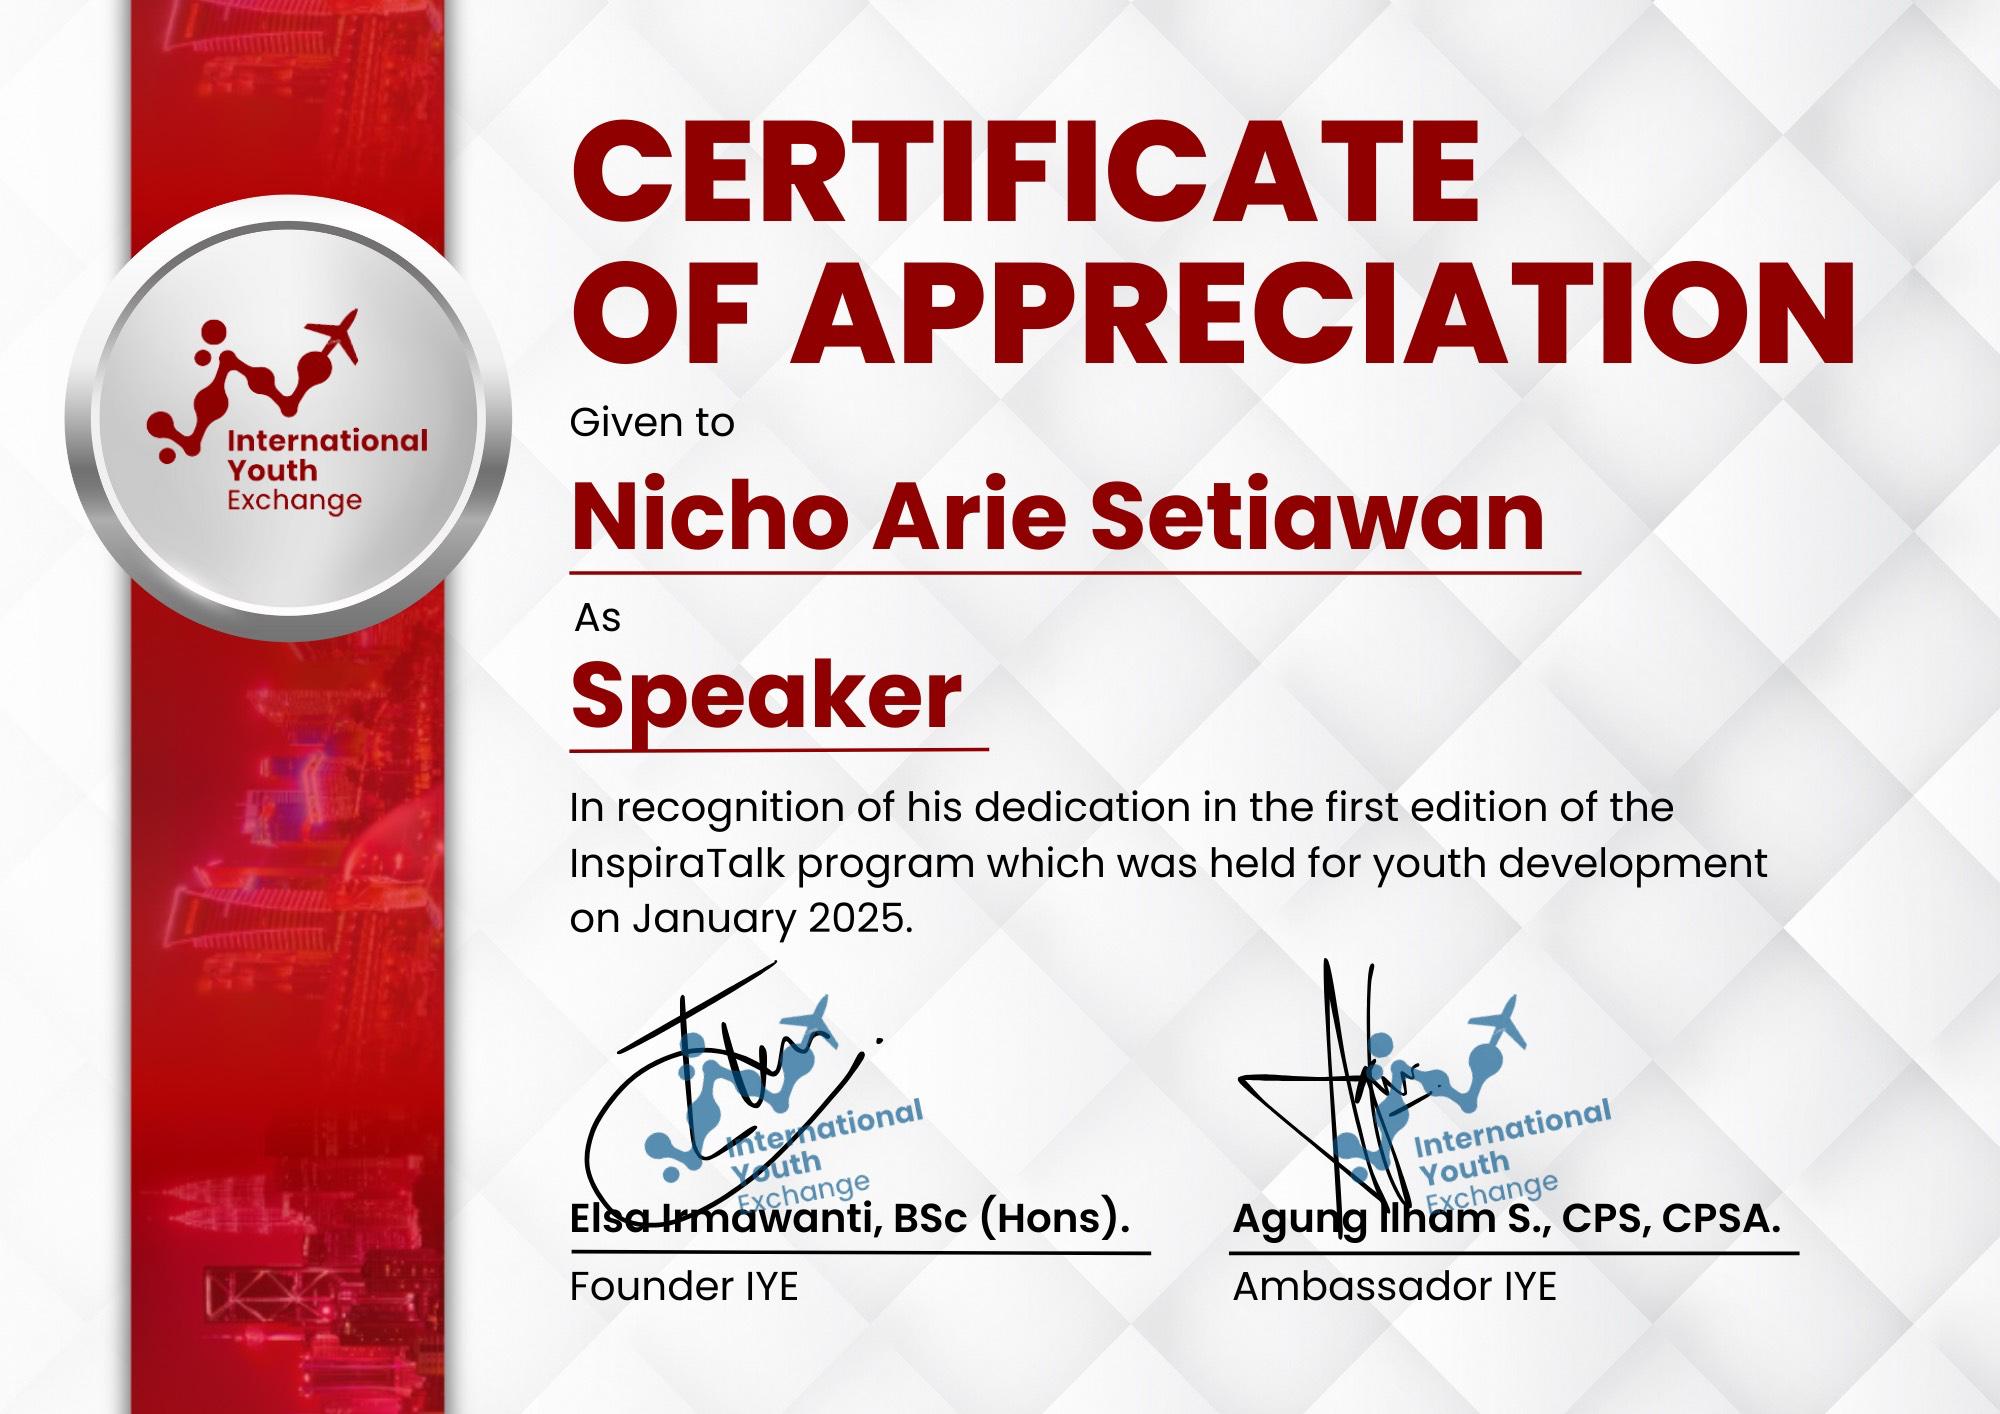 CERTIFICATE
OF APPRECIATION
International
Youth
Exchange
Given to
Nicho Arie Setiawan
As
Speaker
In recognition of his dedication in the first edition of the
InspiraTalk program which was held for youth development
on January 2025.
International
Youth
Exchange
Elsa Irmawanti, BSc (Hons).
Founder IYE
International
Youth
Exchange
Agung Ilham S., CPS, CPSA.
Ambassador IYE